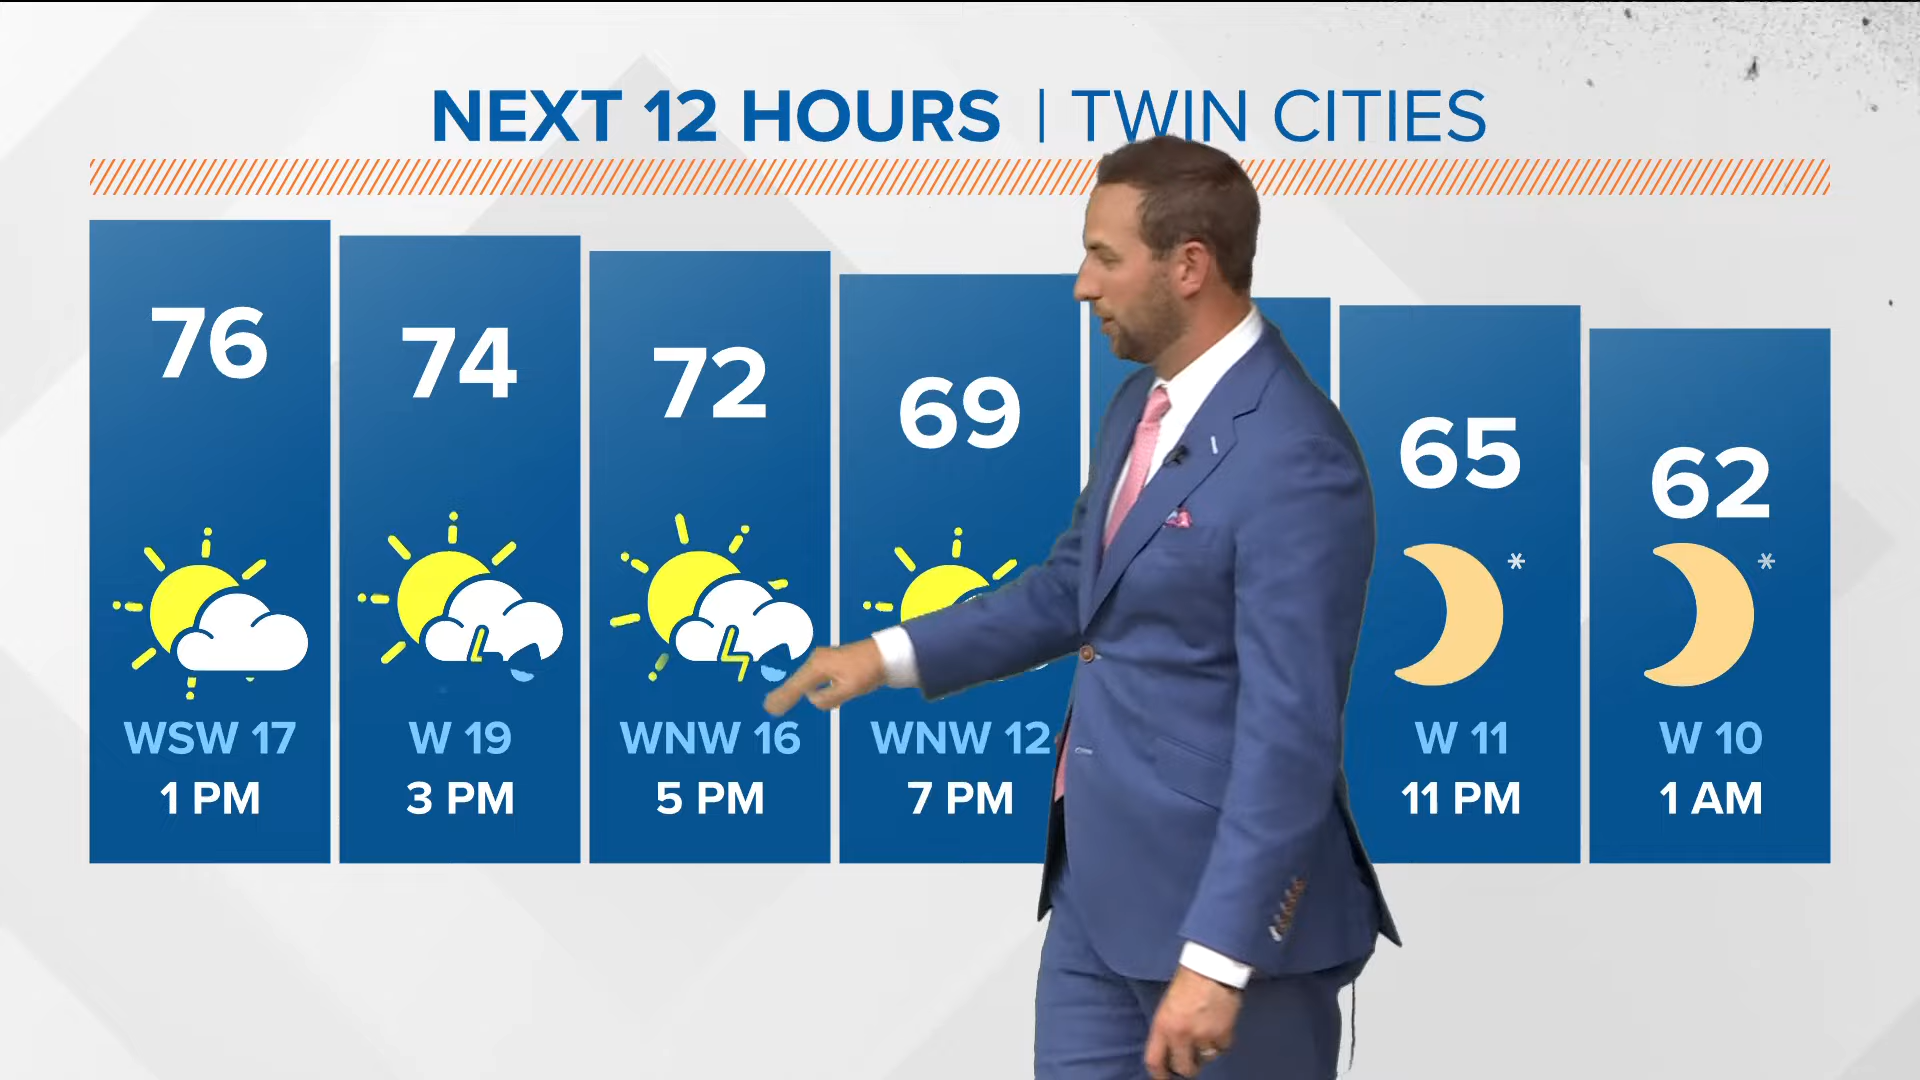 NEXT 12 HOURS | TWIN CITIES
76 74 72 69 65 62
WSW 17 W 19 WNW 16 WNW 12 W 11 W 10
1 PM 3 PM 5 PM 7 PM 11 PM 1 AM